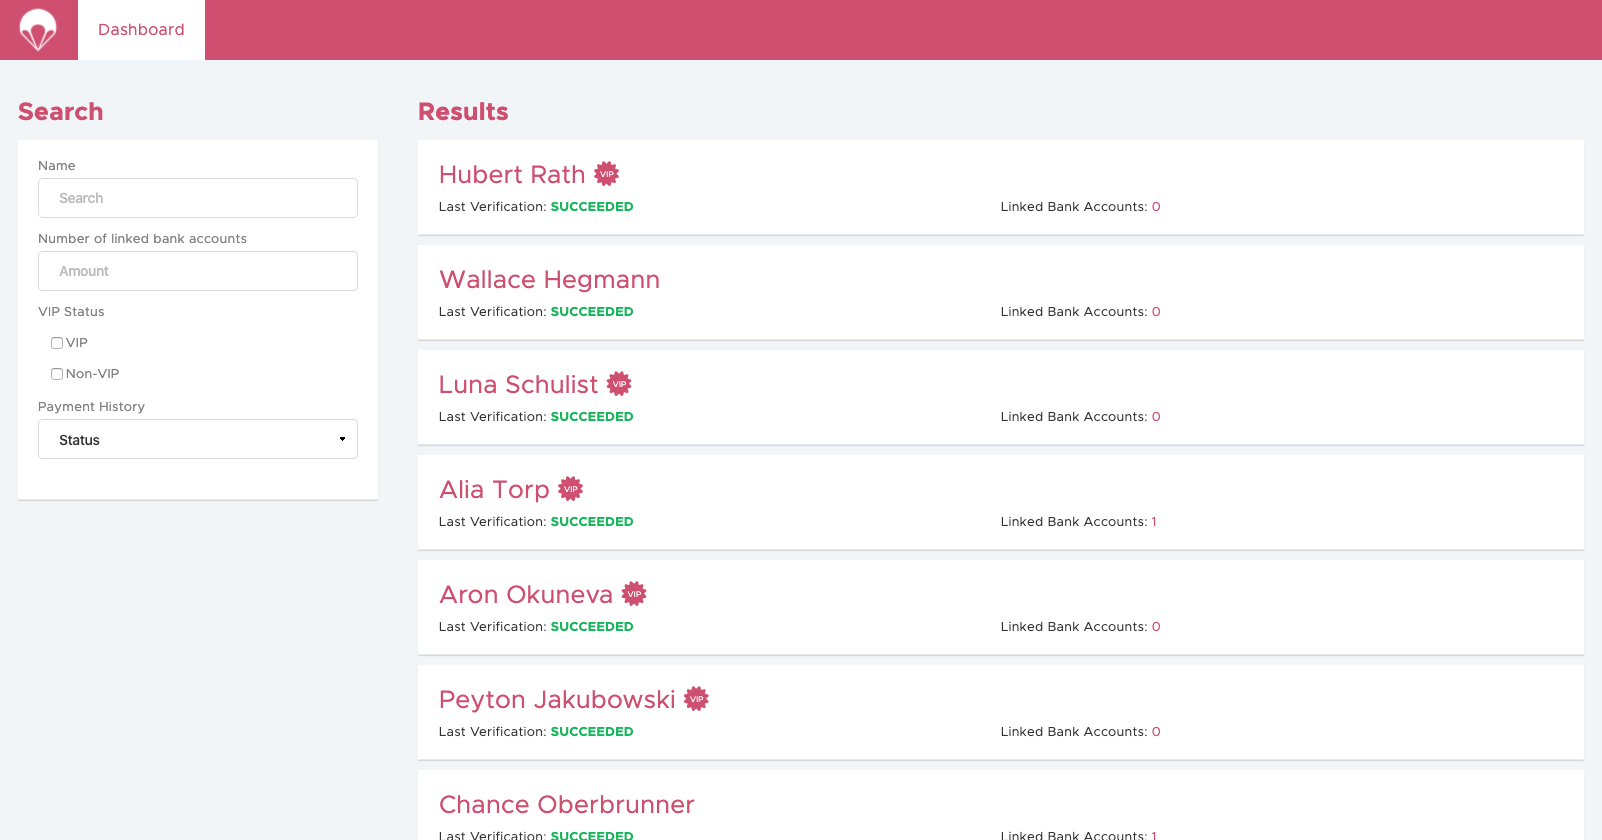 Dashboard
Search
Name
Search
Number of linked bank accounts
Amount
VIP Status
VIP
Non-VIP
Payment History
Status
Results
Hubert Rath VIP
Last Verification: SUCCEEDED Linked Bank Accounts: 0
Wallace Hegmann
Last Verification: SUCCEEDED Linked Bank Accounts: 0
Luna Schulist VIP
Last Verification: SUCCEEDED Linked Bank Accounts: 0
Alia Torp VIP
Last Verification: SUCCEEDED Linked Bank Accounts: 1
Aron Okuneva VIP
Last Verification: SUCCEEDED Linked Bank Accounts: 0
Peyton Jakubowski VIP
Last Verification: SUCCEEDED Linked Bank Accounts: 0
Chance Oberbrunner
Last Verification: SUCCEEDED Linked Bank Accounts: 1